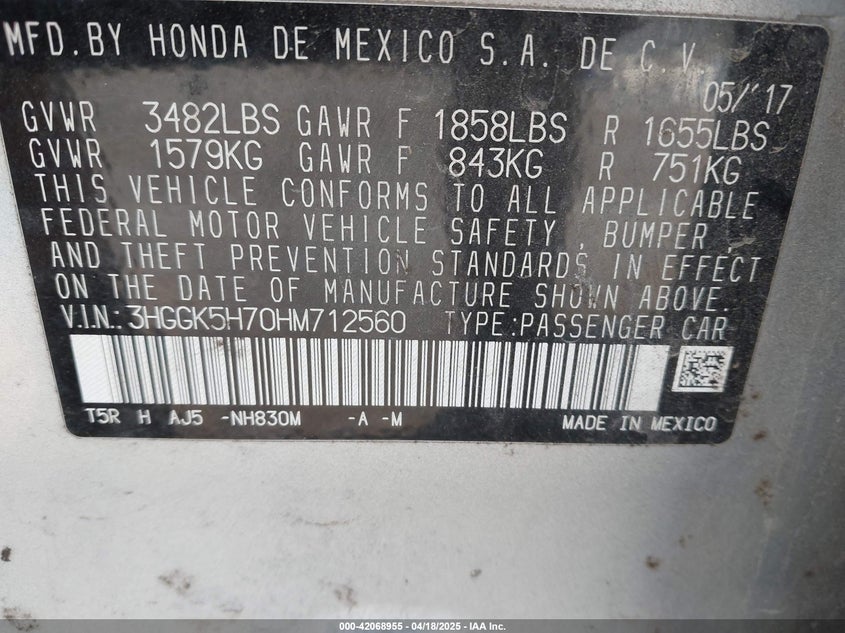 MFD.BY HONDA DE MEXICO S.A. DE C.V.
05/'17
GVWR 3482LBS GAWR F 1858LBS R 1655LBS
GVWR 1579KG GAWR F 843KG R 751KG
THIS VEHICLE CONFORMS TO ALL APPLICABLE
FEDERAL MOTOR VEHICLE SAFETY , BUMPER
AND THEFT PREVENTION STANDARDS IN EFFECT
ON THE DATE OF MANUFACTURE SHOWN ABOVE.
V.I.N.: 3HGGK5H70HM712560 TYPE:PASSENGER CAR
T5R H AJ5 -NH830M -A -M MADE IN MEXICO
000-42068955 - 04/18/2025 - IAA Inc.